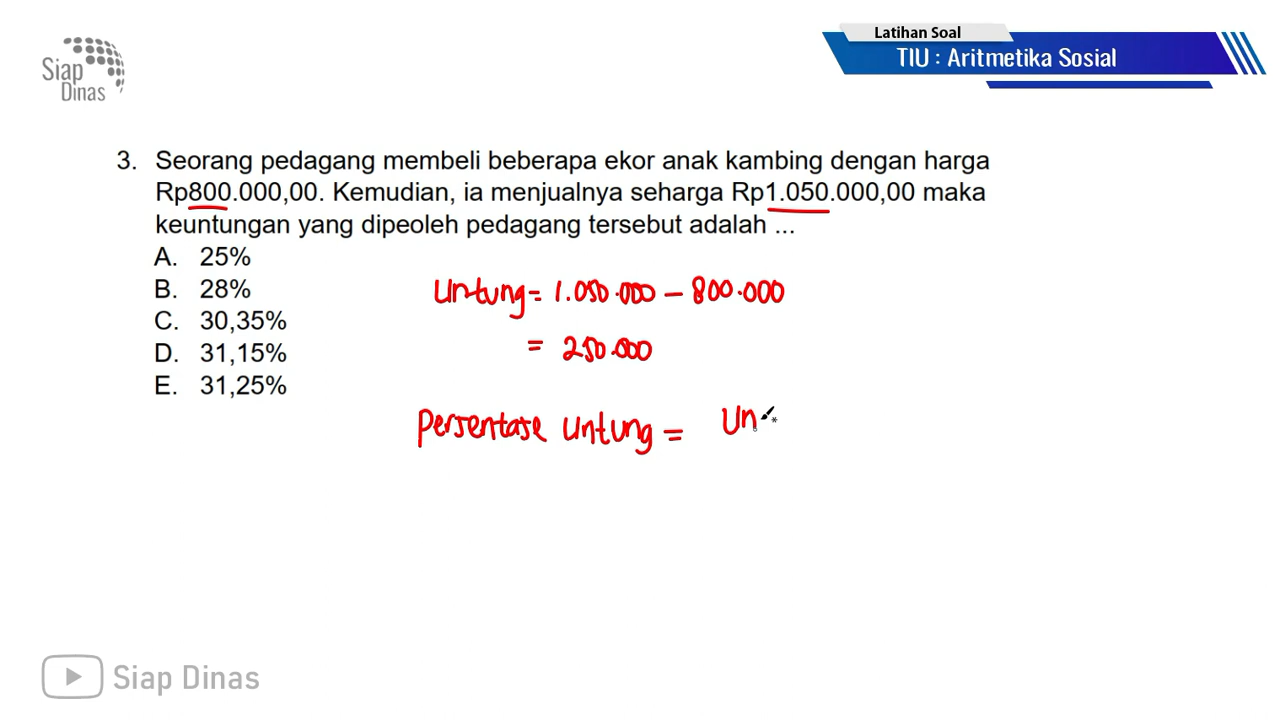 Siap
Dinas
Latihan Soal
TIU : Aritmetika Sosial
3. Seorang pedagang membeli beberapa ekor anak kambing dengan harga
Rp800.000,00. Kemudian, ia menjualnya seharga Rp1.050.000,00 maka
keuntungan yang dipeoleh pedagang tersebut adalah ...
A. 25%
B. 28%
C. 30,35%
D. 31,15%
E. 31,25%
Untung = 1.050.000 – 800.000
= 250.000
Persentase Untung = Un
Siap Dinas